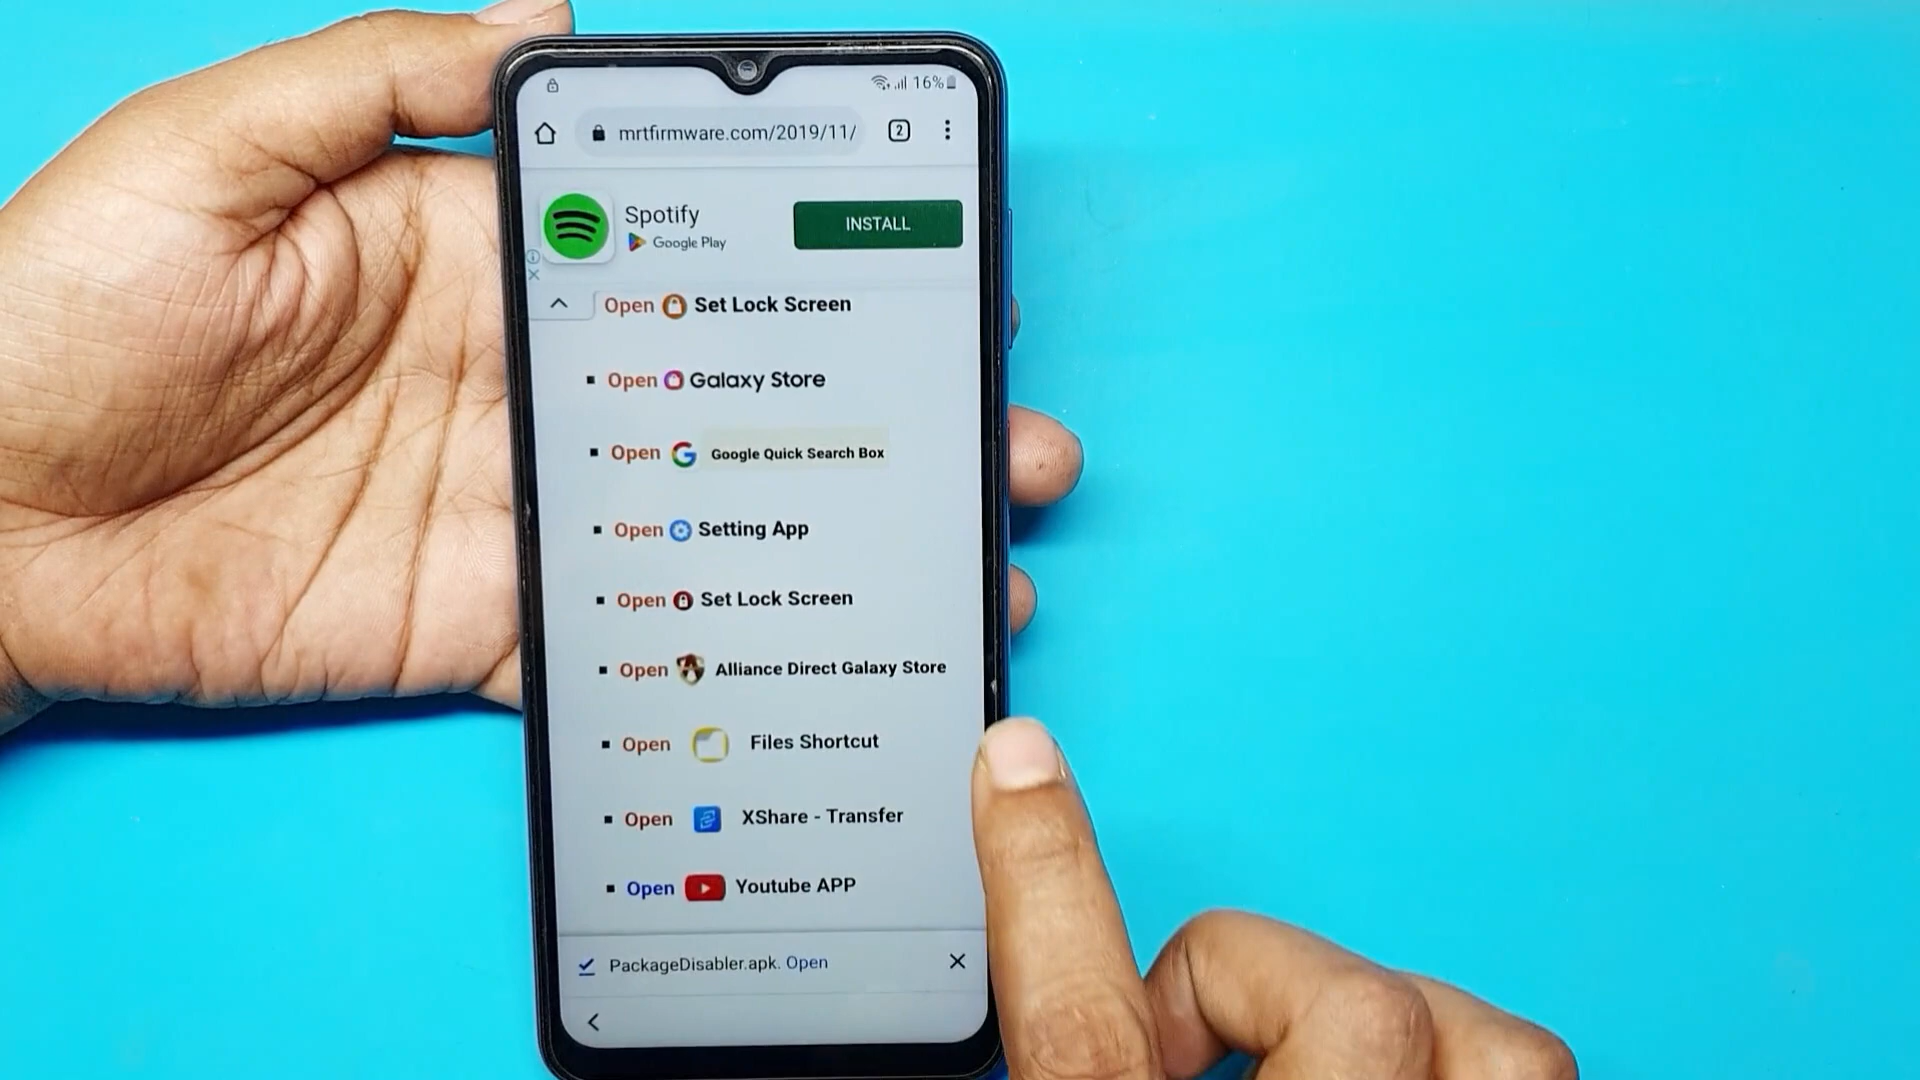 16%
mrtfirmware.com/2019/11/
2
Spotify
Google Play
INSTALL
Open Set Lock Screen
Open Galaxy Store
Open Google Quick Search Box
Open Setting App
Open Set Lock Screen
Open Alliance Direct Galaxy Store
Open Files Shortcut
Open XShare - Transfer
Open Youtube APP
PackageDisabler.apk. Open